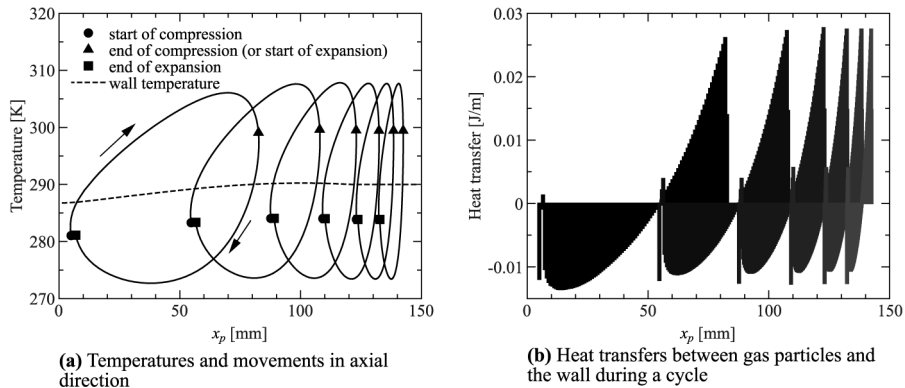 320
310
300
290
280
270
Temperature [K]
start of compression
end of compression (or start of expansion)
end of expansion
wall temperature
0
50
100
150
x_p [mm]
(a) Temperatures and movements in axial
direction
0.03
0.02
0.01
0
-0.01
Heat transfer [J/m]
0
50
100
150
x_p [mm]
(b) Heat transfers between gas particles and
the wall during a cycle